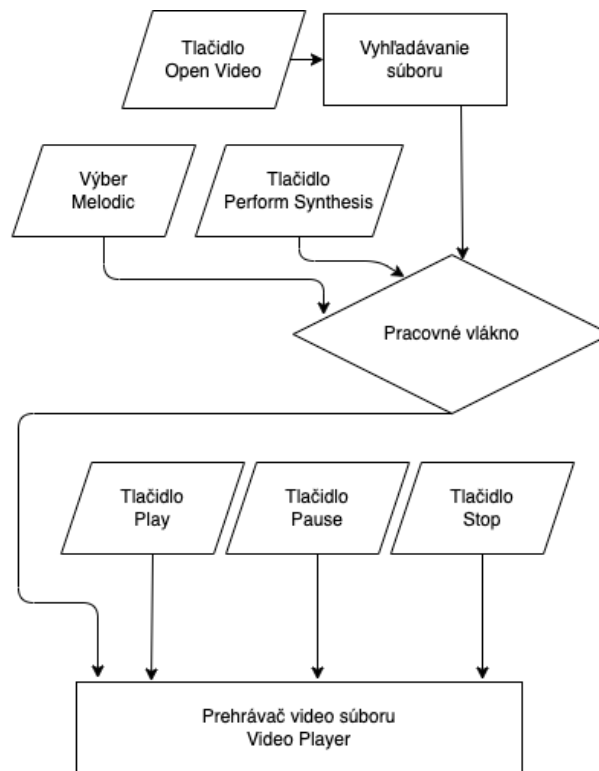 Tlačidlo
Open Video
Vyhľadávanie
súboru
Výber
Melodic
Tlačidlo
Perform Synthesis
Pracovné vlákno
Tlačidlo
Play
Tlačidlo
Pause
Tlačidlo
Stop
Prehrávač video súboru
Video Player